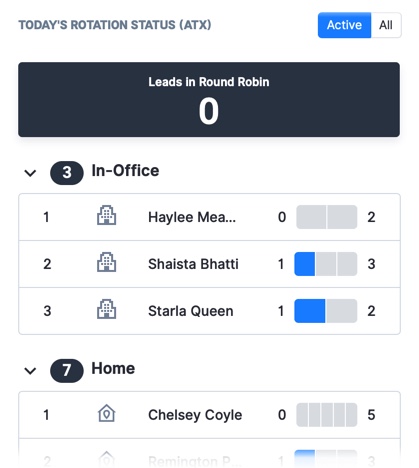 TODAY'S ROTATION STATUS (ATX) Active All
Leads in Round Robin
0
3 In-Office
1 Haylee Mea... 0 2
2 Shaista Bhatti 1 3
3 Starla Queen 1 2
7 Home
1 Chelsey Coyle 0 5
2 Remington P... 1 3